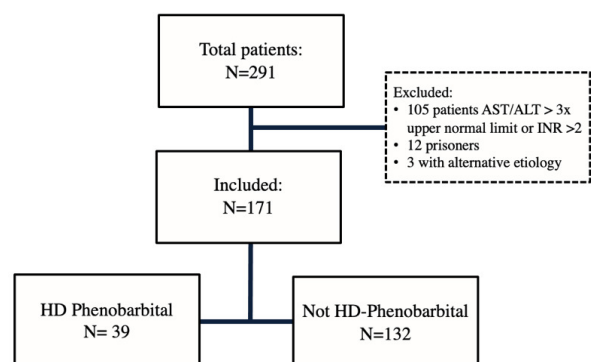 Total patients:
N=291
Excluded:
• 105 patients AST/ALT > 3x
upper normal limit or INR >2
• 12 prisoners
• 3 with alternative etiology
Included:
N=171
HD Phenobarbital
N= 39
Not HD-Phenobarbital
N=132